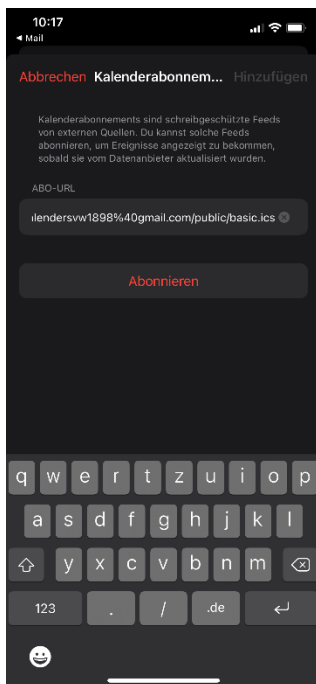 10:17
◀ Mail
Abbrechen Kalenderabonnem... Hinzufügen
Kalenderabonnements sind schreibgeschützte Feeds
von externen Quellen. Du kannst solche Feeds
abonnieren, um Ereignisse angezeigt zu bekommen,
sobald sie vom Datenanbieter aktualisiert wurden.
ABO-URL
lendersvw1898%40gmail.com/public/basic.ics
Abonnieren
q w e r t z u i o p
a s d f g h j k l
y x c v b n m
123 . / .de